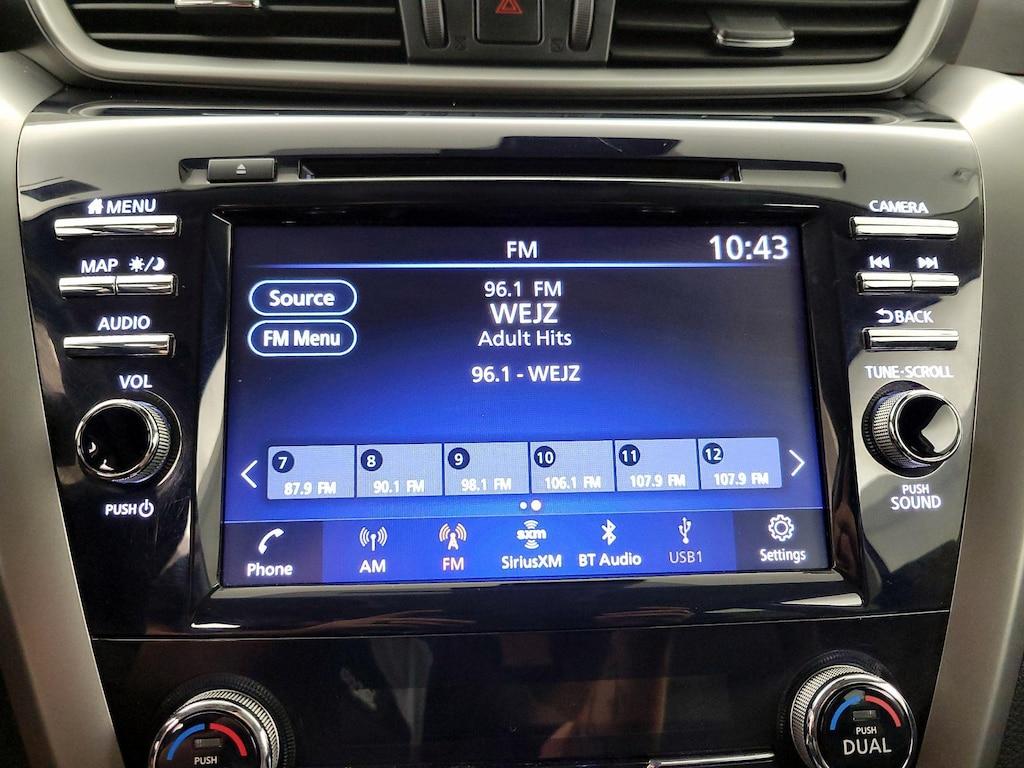 MENU
CAMERA
MAP
AUDIO
BACK
VOL
TUNE·SCROLL
PUSH
PUSH
SOUND
FM
10:43
Source
FM Menu
96.1 FM
WEJZ
Adult Hits
96.1 - WEJZ
7 8 9 10 11 12
87.9 FM 90.1 FM 98.1 FM 106.1 FM 107.9 FM 107.9 FM
sxm
Phone AM FM SiriusXM BT Audio USB1 Settings
PUSH
PUSH
DUAL